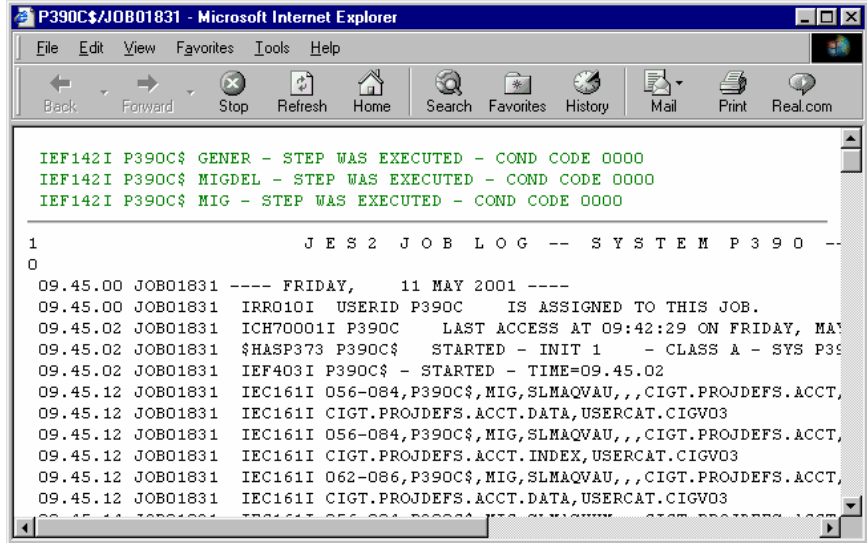 P390C$/JOB01831 - Microsoft Internet Explorer
File Edit View Favorites Tools Help
Back Forward Stop Refresh Home Search Favorites History Mail Print Real.com
IEF142I P390C$ GENER - STEP WAS EXECUTED - COND CODE 0000
IEF142I P390C$ MIGDEL - STEP WAS EXECUTED - COND CODE 0000
IEF142I P390C$ MIG - STEP WAS EXECUTED - COND CODE 0000
1 J E S 2 J O B L O G -- S Y S T E M P 3 9 0 --
0
09.45.00 JOB01831 ---- FRIDAY, 11 MAY 2001 ----
09.45.00 JOB01831 IRR010I USERID P390C IS ASSIGNED TO THIS JOB.
09.45.02 JOB01831 ICH70001I P390C LAST ACCESS AT 09:42:29 ON FRIDAY, MAY
09.45.02 JOB01831 $HASP373 P390C$ STARTED - INIT 1 - CLASS A - SYS P39
09.45.02 JOB01831 IEF403I P390C$ - STARTED - TIME=09.45.02
09.45.12 JOB01831 IEC161I 056-084,P390C$,MIG,SLMAQVAU,,,CIGT.PROJDEFS.ACCT,
09.45.12 JOB01831 IEC161I CIGT.PROJDEFS.ACCT.DATA,USERCAT.CIGV03
09.45.12 JOB01831 IEC161I 056-084,P390C$,MIG,SLMAQVAU,,,CIGT.PROJDEFS.ACCT,
09.45.12 JOB01831 IEC161I CIGT.PROJDEFS.ACCT.INDEX,USERCAT.CIGV03
09.45.12 JOB01831 IEC161I 062-086,P390C$,MIG,SLMAQVAU,,,CIGT.PROJDEFS.ACCT,
09.45.12 JOB01831 IEC161I CIGT.PROJDEFS.ACCT.DATA,USERCAT.CIGV03